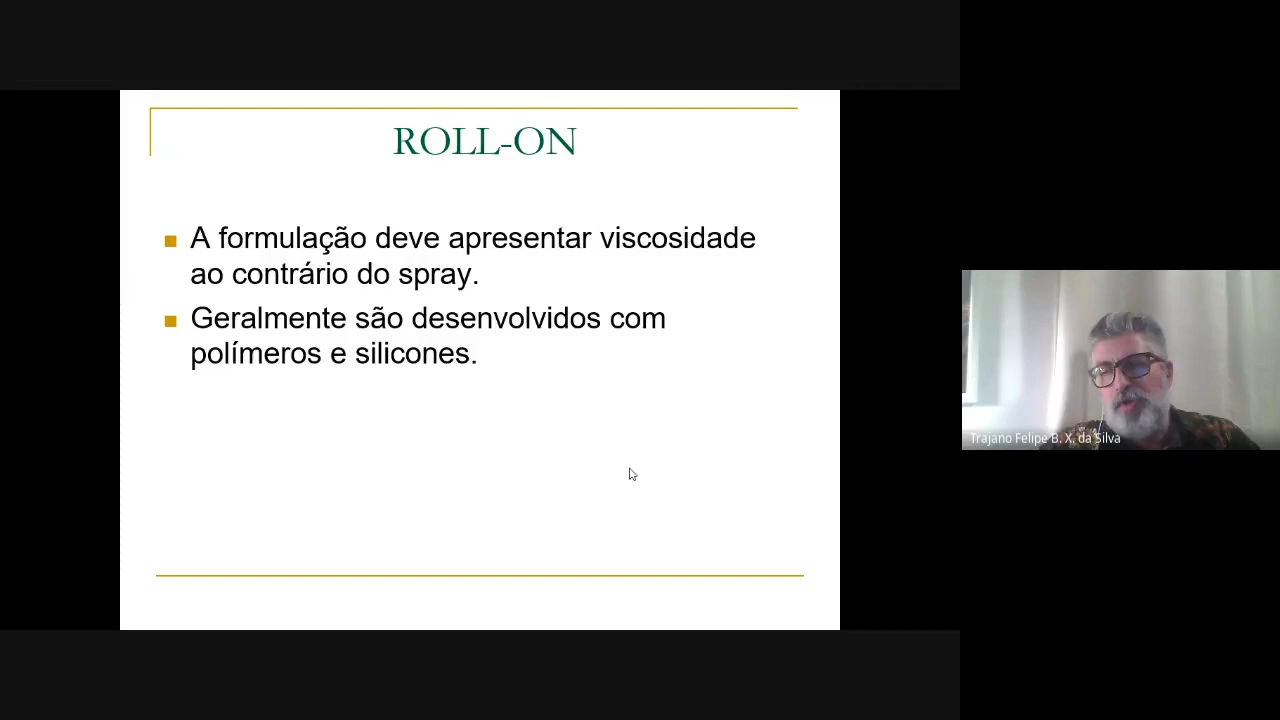 ROLL-ON
A formulação deve apresentar viscosidade
ao contrário do spray.
Geralmente são desenvolvidos com
polímeros e silicones.
Trajano Felipe B. X. da Silva